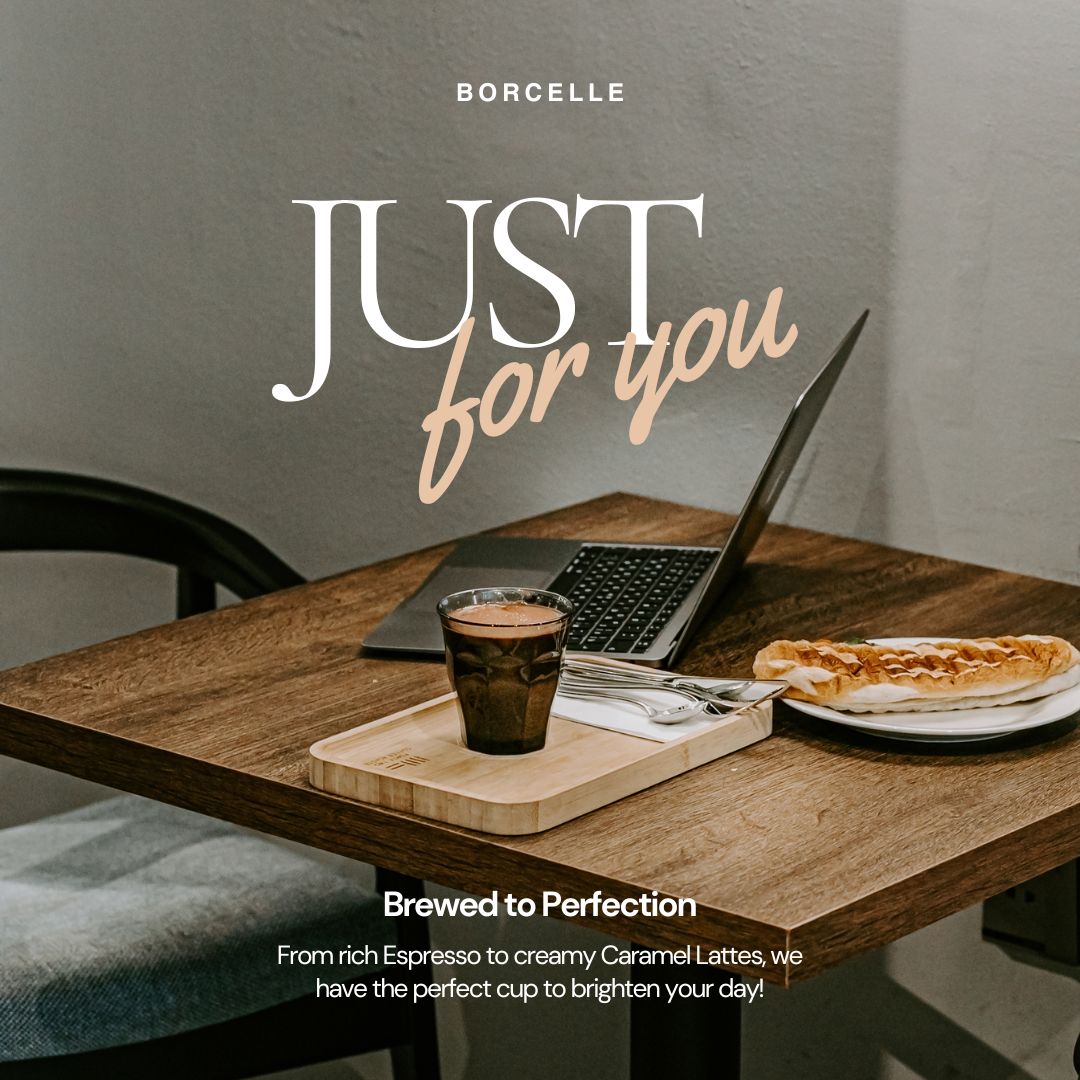 BORCELLE
JUST
for you
Brewed to Perfection
From rich Espresso to creamy Caramel Lattes, we
have the perfect cup to brighten your day!